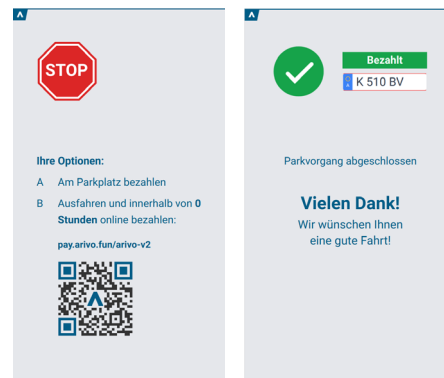 STOP
Ihre Optionen:
A Am Parkplatz bezahlen
B Ausfahren und innerhalb von 0
Stunden online bezahlen:
pay.arivo.fun/arivo-v2
Bezahlt
A
K 510 BV
Parkvorgang abgeschlossen
Vielen Dank!
Wir wünschen Ihnen
eine gute Fahrt!